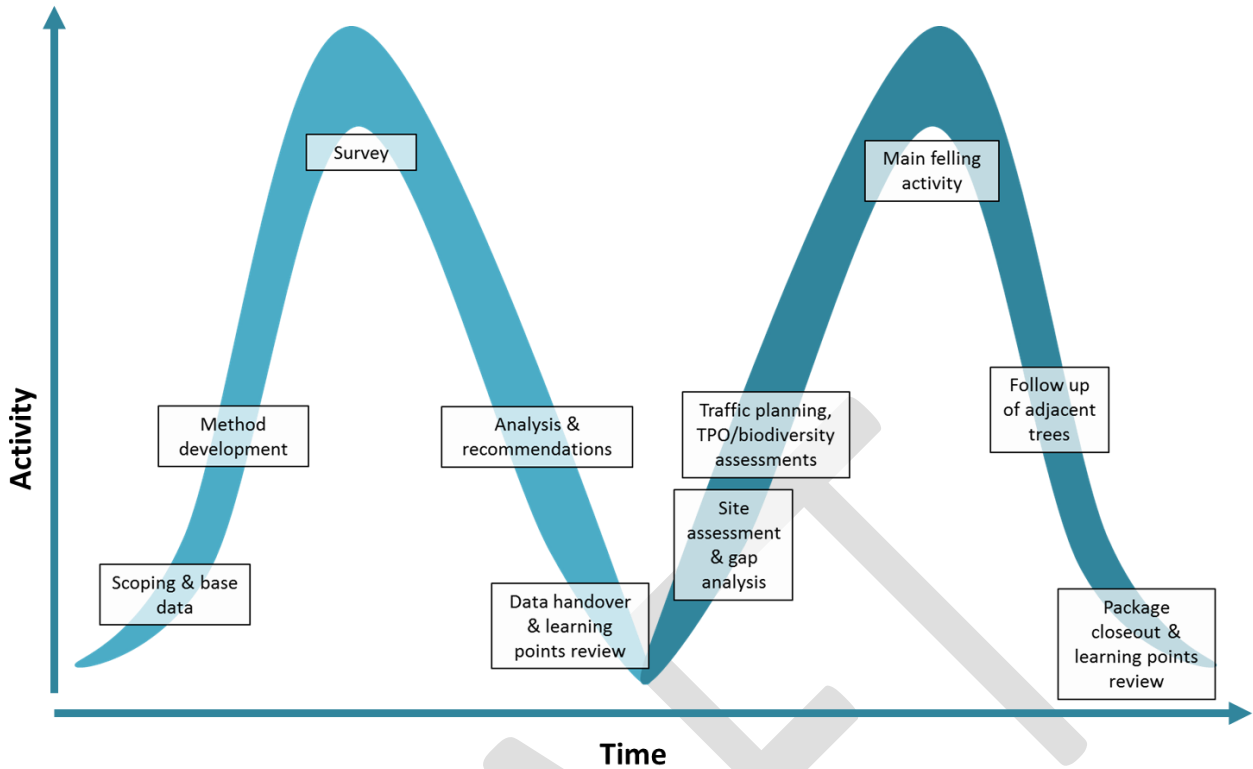 Survey
Main felling
activity
Follow up
of adjacent
trees
Traffic planning,
TPO/biodiversity
assessments
Method
development
Analysis &
recommendations
Site
assessment
& gap
analysis
Scoping & base
data
Data handover
& learning
points review
Package
closeout &
learning points
review
Activity
Time